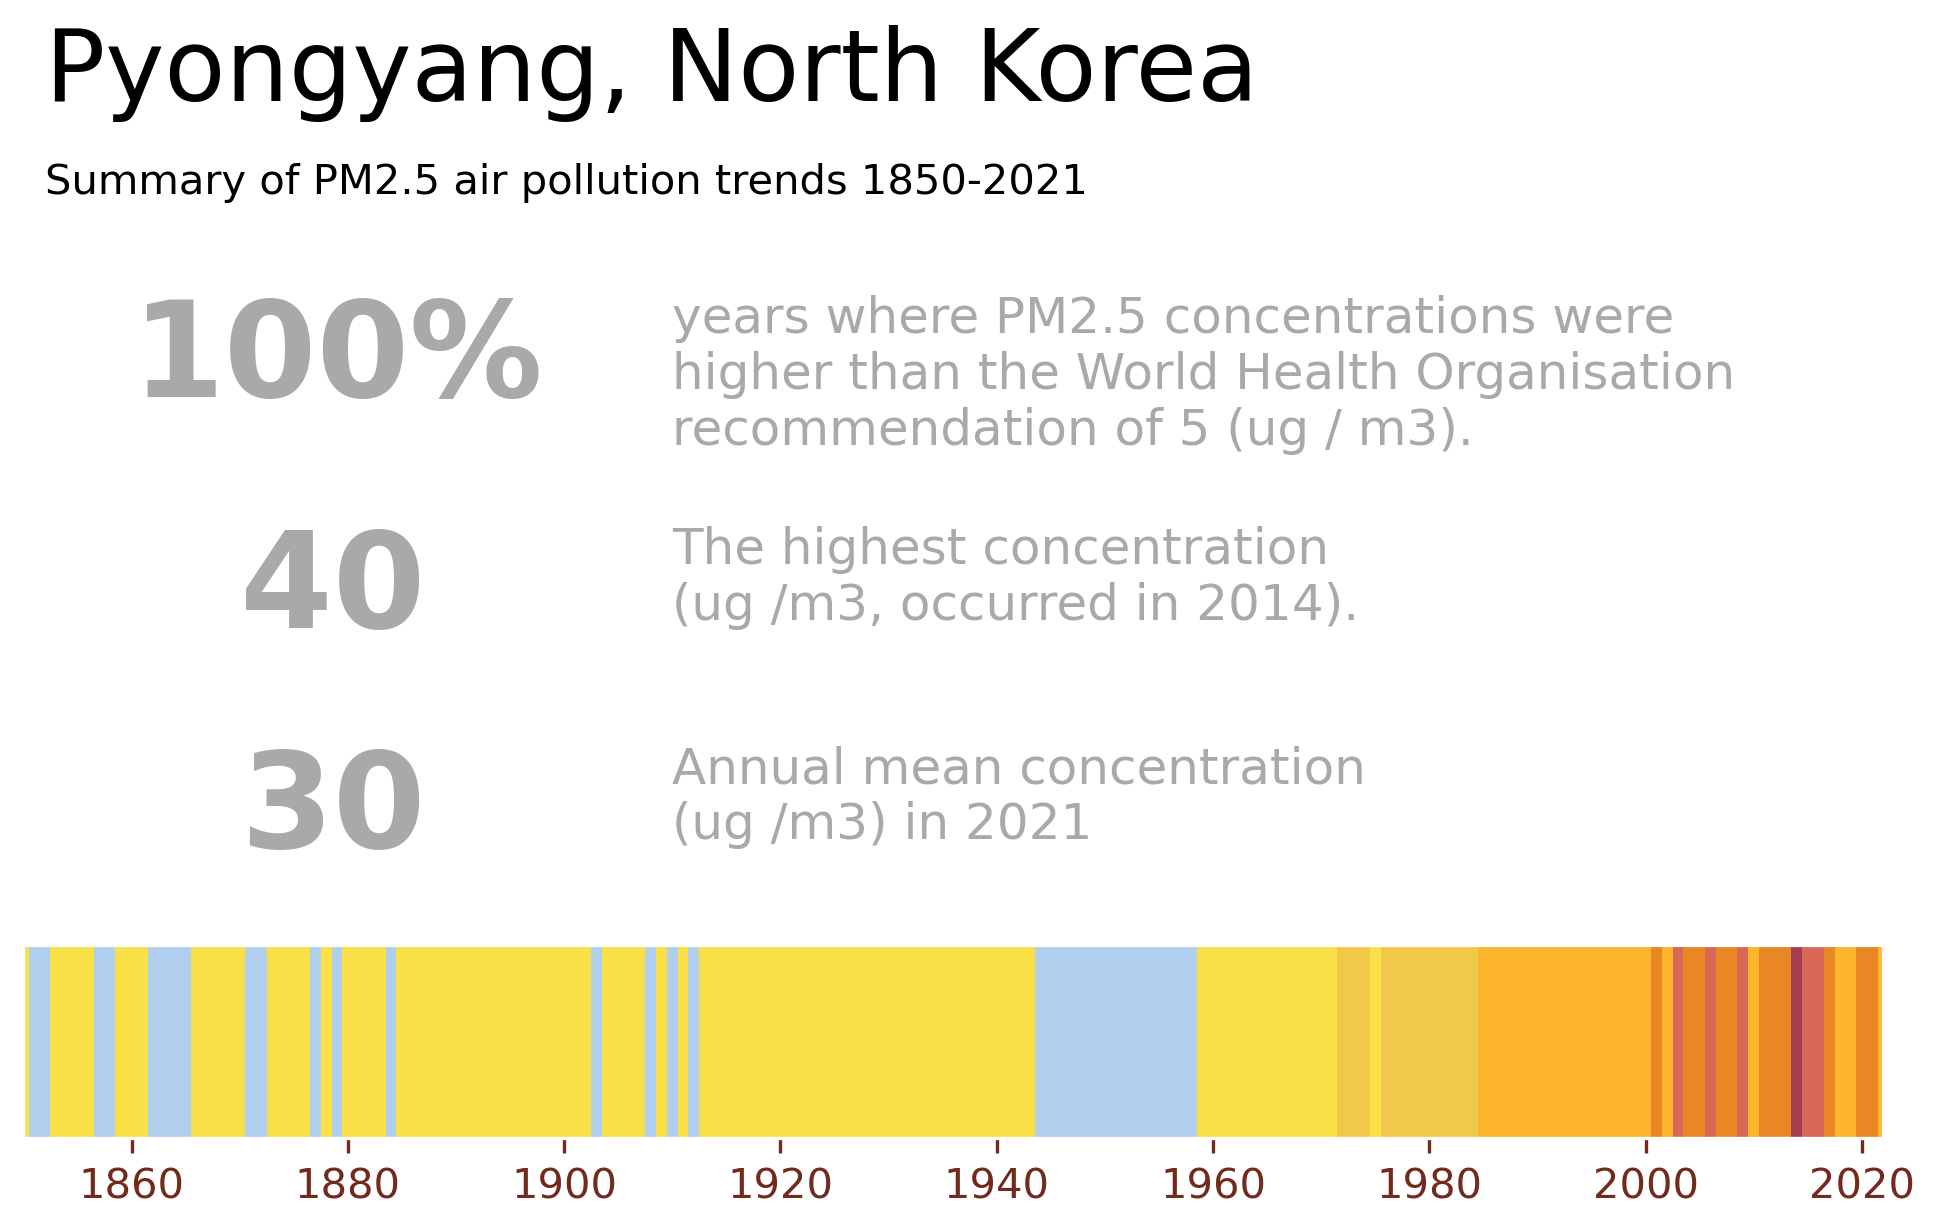 Pyongyang, North Korea
Summary of PM2.5 air pollution trends 1850-2021
100%
years where PM2.5 concentrations were
higher than the World Health Organisation
recommendation of 5 (ug / m3).
40
The highest concentration
(ug /m3, occurred in 2014).
30
Annual mean concentration
(ug /m3) in 2021
1860 1880 1900 1920 1940 1960 1980 2000 2020